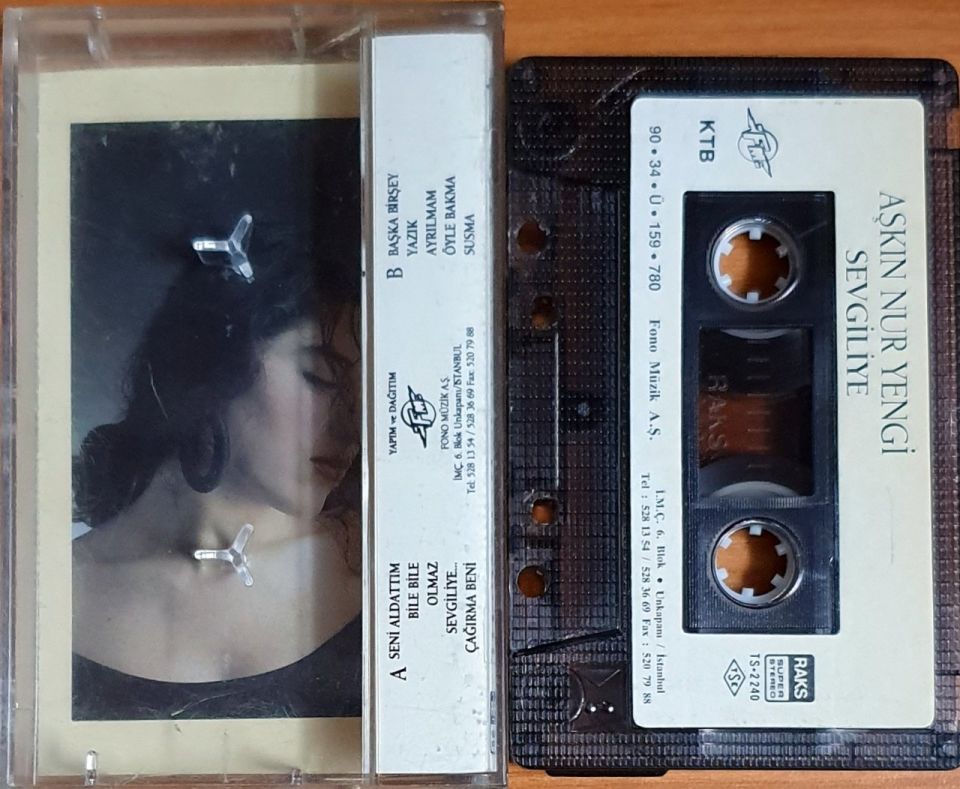 A
SENİ ALDATTIM
BİLE BİLE
OLMAZ
SEVGİLİYE...
ÇAĞIRMA BENİ
YAPIM ve DAĞITIM
FONO MÜZİK A.Ş.
İMÇ. 6. Blok Unkapanı/İSTANBUL
Tel: 528 13 54 / 528 36 69 Fax: 520 79 88
B
BAŞKA BİRŞEY
YAZIK
AYRILMAM
ÖYLE BAKMA
SUSMA
AŞKIN NUR YENGİ
SEVGİLİYE
KTB
90 • 34 • Ü • 159 • 780
Fono Müzik A.Ş.
İ.M.Ç. 6. Blok • Unkapanı / İstanbul
Tel : 528 13 54 / 528 36 69 Fax : 520 79 88
RAKS
SUPER
STEREO
TS•2240
TSE
RAKS